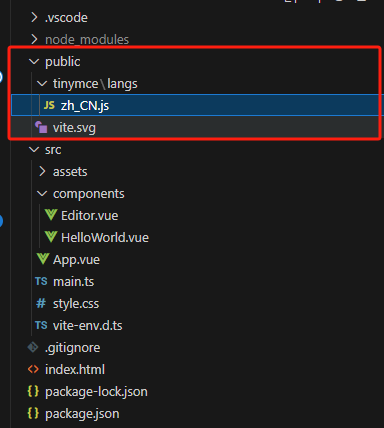 .vscode
node_modules
public
tinymce\langs
JS zh_CN.js
vite.svg
src
assets
components
Editor.vue
HelloWorld.vue
App.vue
TS main.ts
# style.css
TS vite-env.d.ts
.gitignore
<> index.html
{} package-lock.json
{} package.json